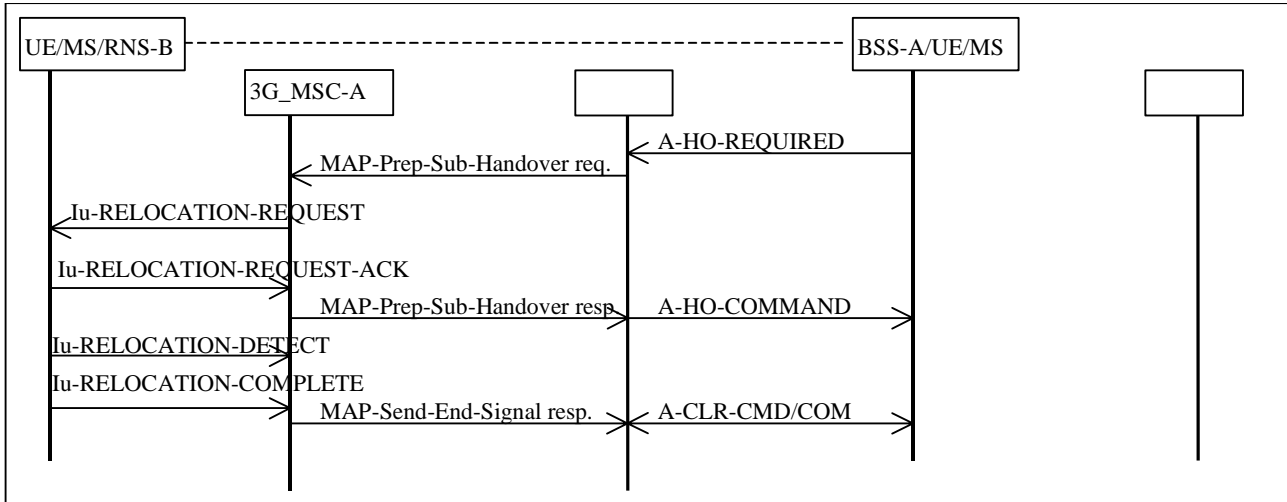 UE/MS/RNS-B
BSS-A/UE/MS
3G_MSC-A
A-HO-REQUIRED
MAP-Prep-Sub-Handover req.
Iu-RELOCATION-REQUEST
Iu-RELOCATION-REQUEST-ACK
MAP-Prep-Sub-Handover resp.
A-HO-COMMAND
Iu-RELOCATION-DETECT
Iu-RELOCATION-COMPLETE
MAP-Send-End-Signal resp.
A-CLR-CMD/COM